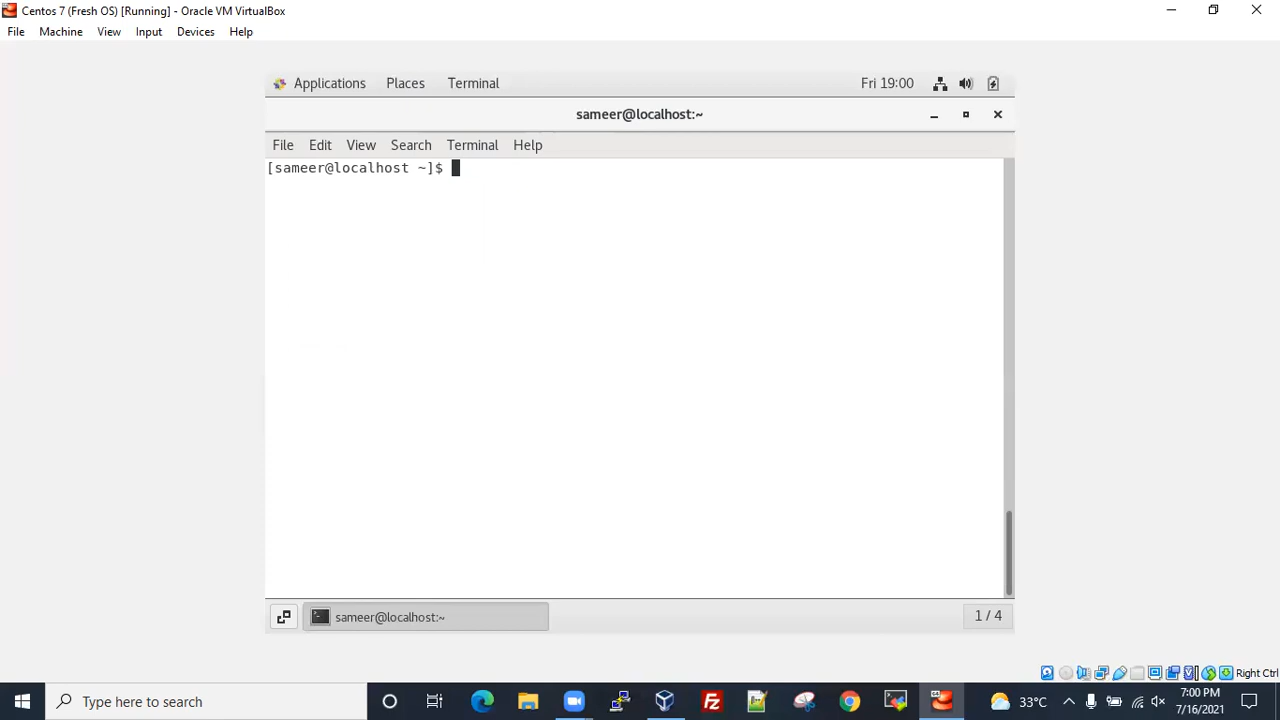 Centos 7 (Fresh OS) [Running] - Oracle VM VirtualBox
File Machine View Input Devices Help
Applications Places Terminal Fri 19:00
sameer@localhost:~
File Edit View Search Terminal Help
[sameer@localhost ~]$
sameer@localhost:~ 1 / 4
Right Ctrl
Type here to search 33°C 7:00 PM
7/16/2021